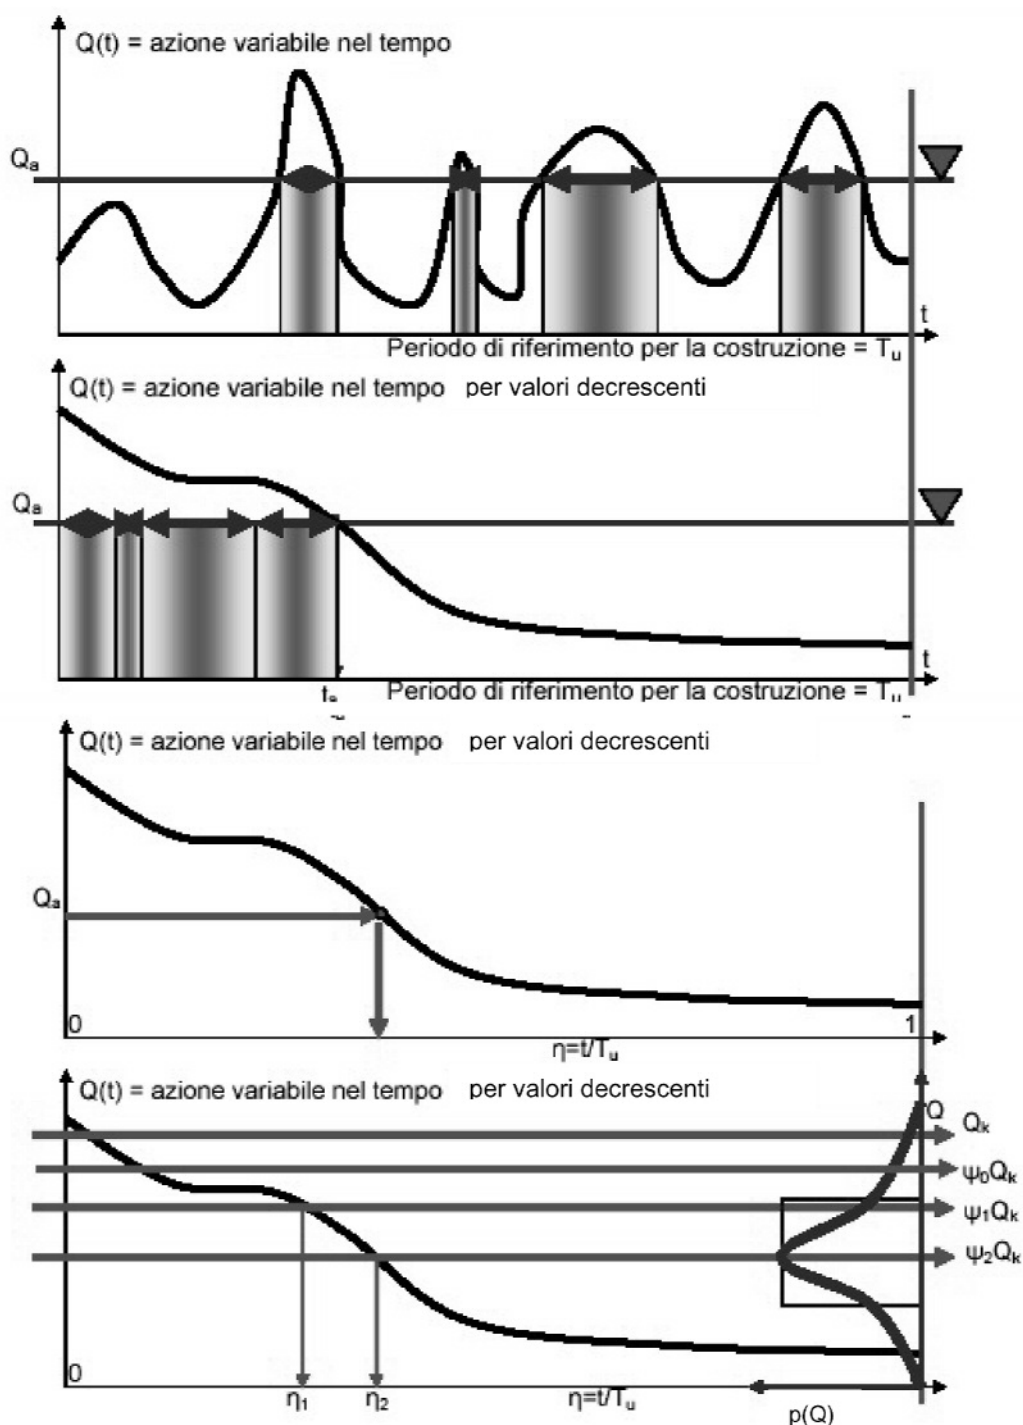 Q(t) = azione variabile nel tempo
Qa
t
Periodo di riferimento per la costruzione = Tu
Q(t) = azione variabile nel tempo per valori decrescenti
Qa
t
ta
Periodo di riferimento per la costruzione = Tu
Q(t) = azione variabile nel tempo per valori decrescenti
Qa
0
1
η=t/Tu
Q(t) = azione variabile nel tempo per valori decrescenti
Q
Qk
ψ0Qk
ψ1Qk
ψ2Qk
0
η1
η2
η=t/Tu
p(Q)